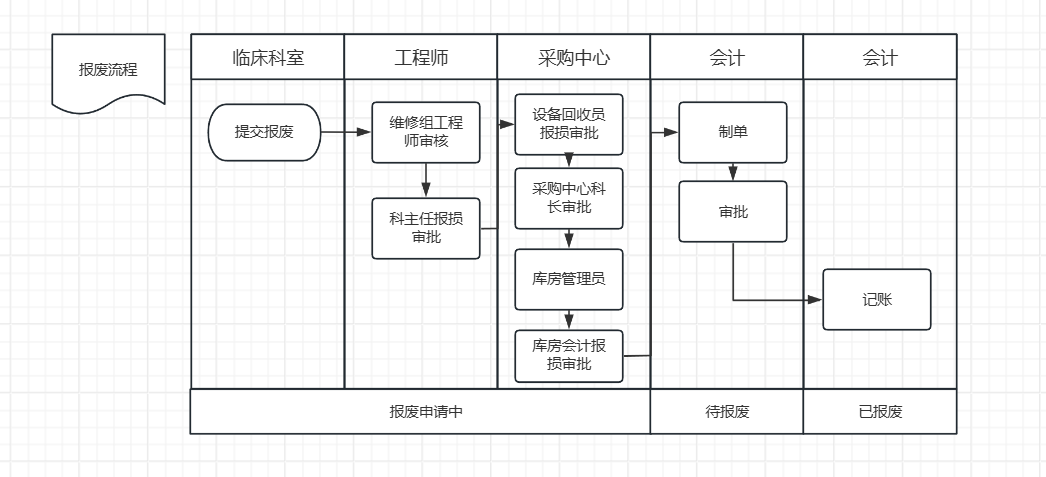 报废流程
临床科室
工程师
采购中心
会计
会计
提交报废
维修组工程
师审核
科主任报损
审批
设备回收员
报损审批
采购中心科
长审批
库房管理员
库房会计报
损审批
制单
审批
记账
报废申请中
待报废
已报废